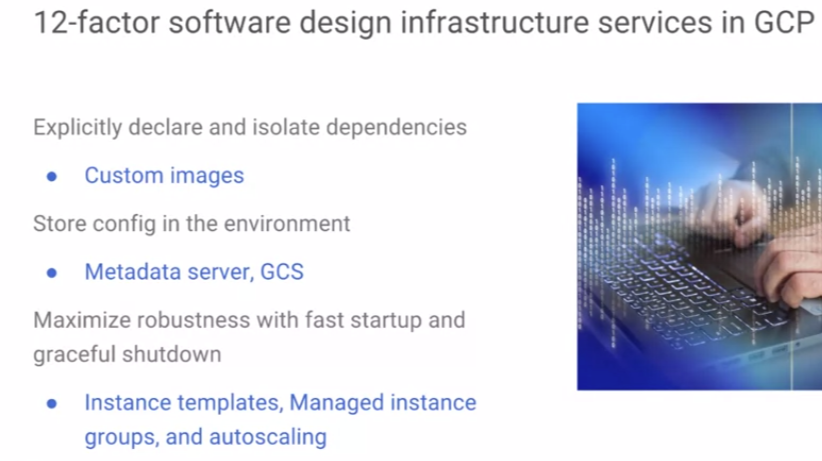 12-factor software design infrastructure services in GCP
Explicitly declare and isolate dependencies
● Custom images
Store config in the environment
● Metadata server, GCS
Maximize robustness with fast startup and
graceful shutdown
● Instance templates, Managed instance
groups, and autoscaling